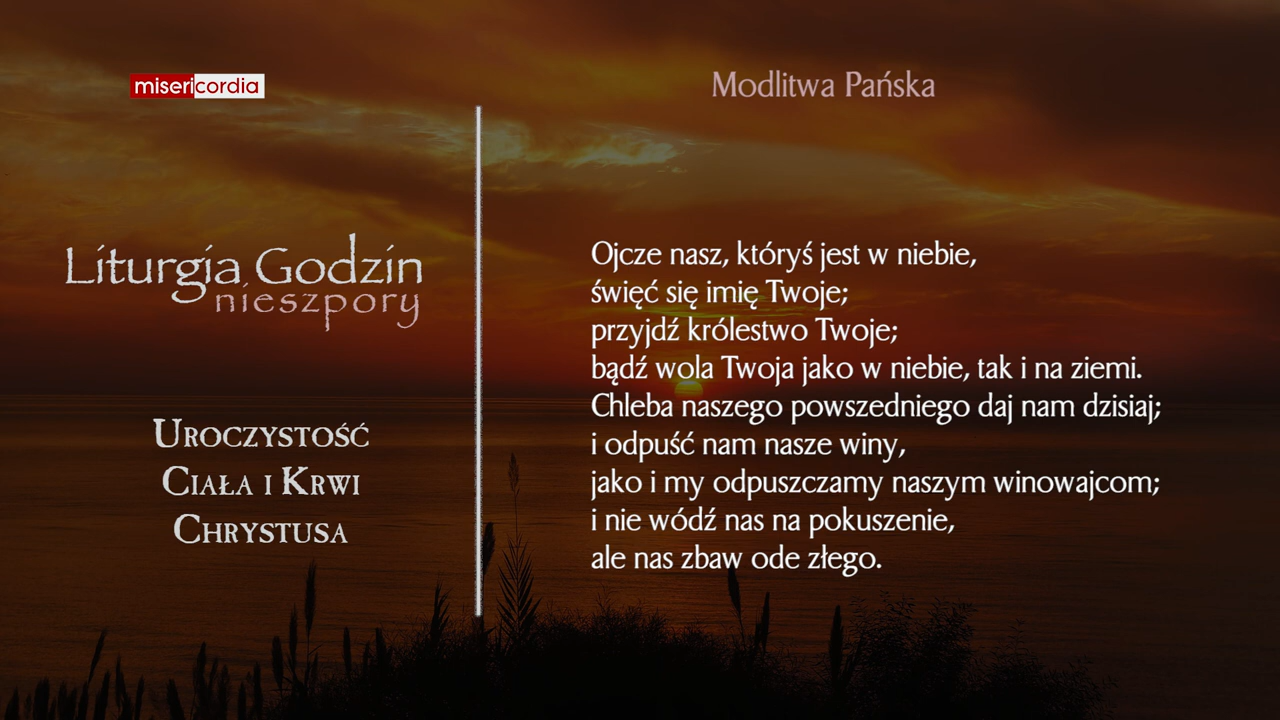 misericordia
Liturgia Godzin
nieszpory
Uroczystość
Ciała i Krwi
Chrystusa
Modlitwa Pańska
Ojcze nasz, któryś jest w niebie,
święć się imię Twoje;
przyjdź królestwo Twoje;
bądź wola Twoja jako w niebie, tak i na ziemi.
Chleba naszego powszedniego daj nam dzisiaj;
i odpuść nam nasze winy,
jako i my odpuszczamy naszym winowajcom;
i nie wódź nas na pokuszenie,
ale nas zbaw ode złego.